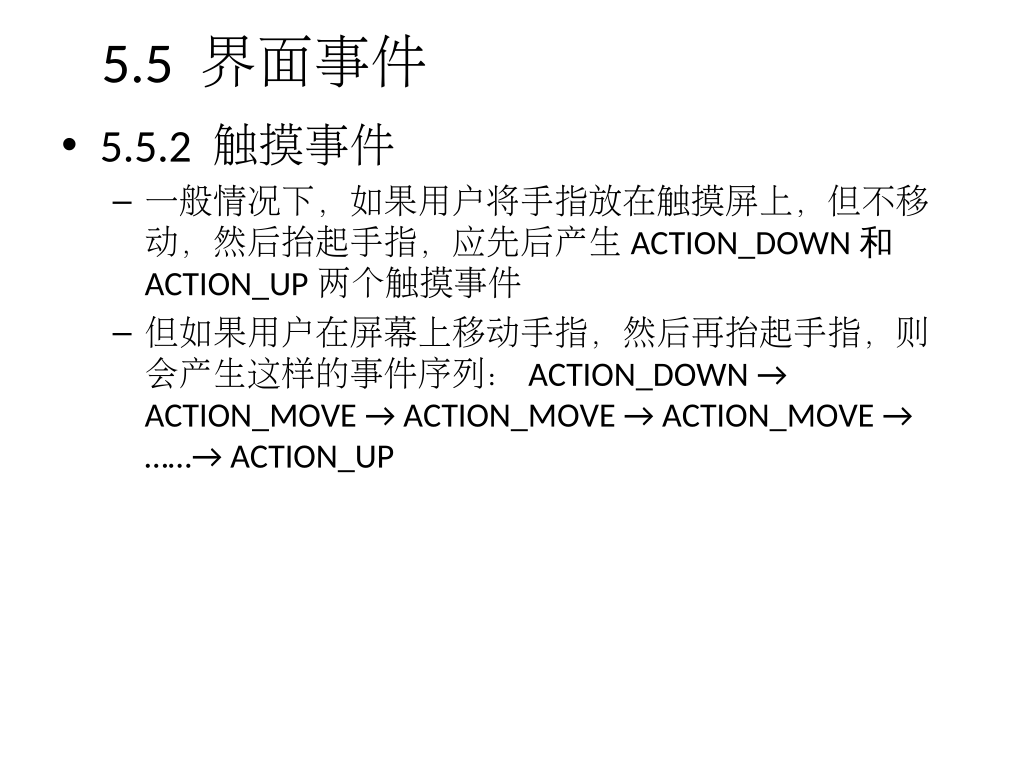 5.5 界面事件
• 5.5.2 触摸事件
– 一般情况下，如果用户将手指放在触摸屏上，但不移
动，然后抬起手指，应先后产生 ACTION_DOWN 和
ACTION_UP 两个触摸事件
– 但如果用户在屏幕上移动手指，然后再抬起手指，则
会产生这样的事件序列： ACTION_DOWN →
ACTION_MOVE → ACTION_MOVE → ACTION_MOVE →
……→ ACTION_UP